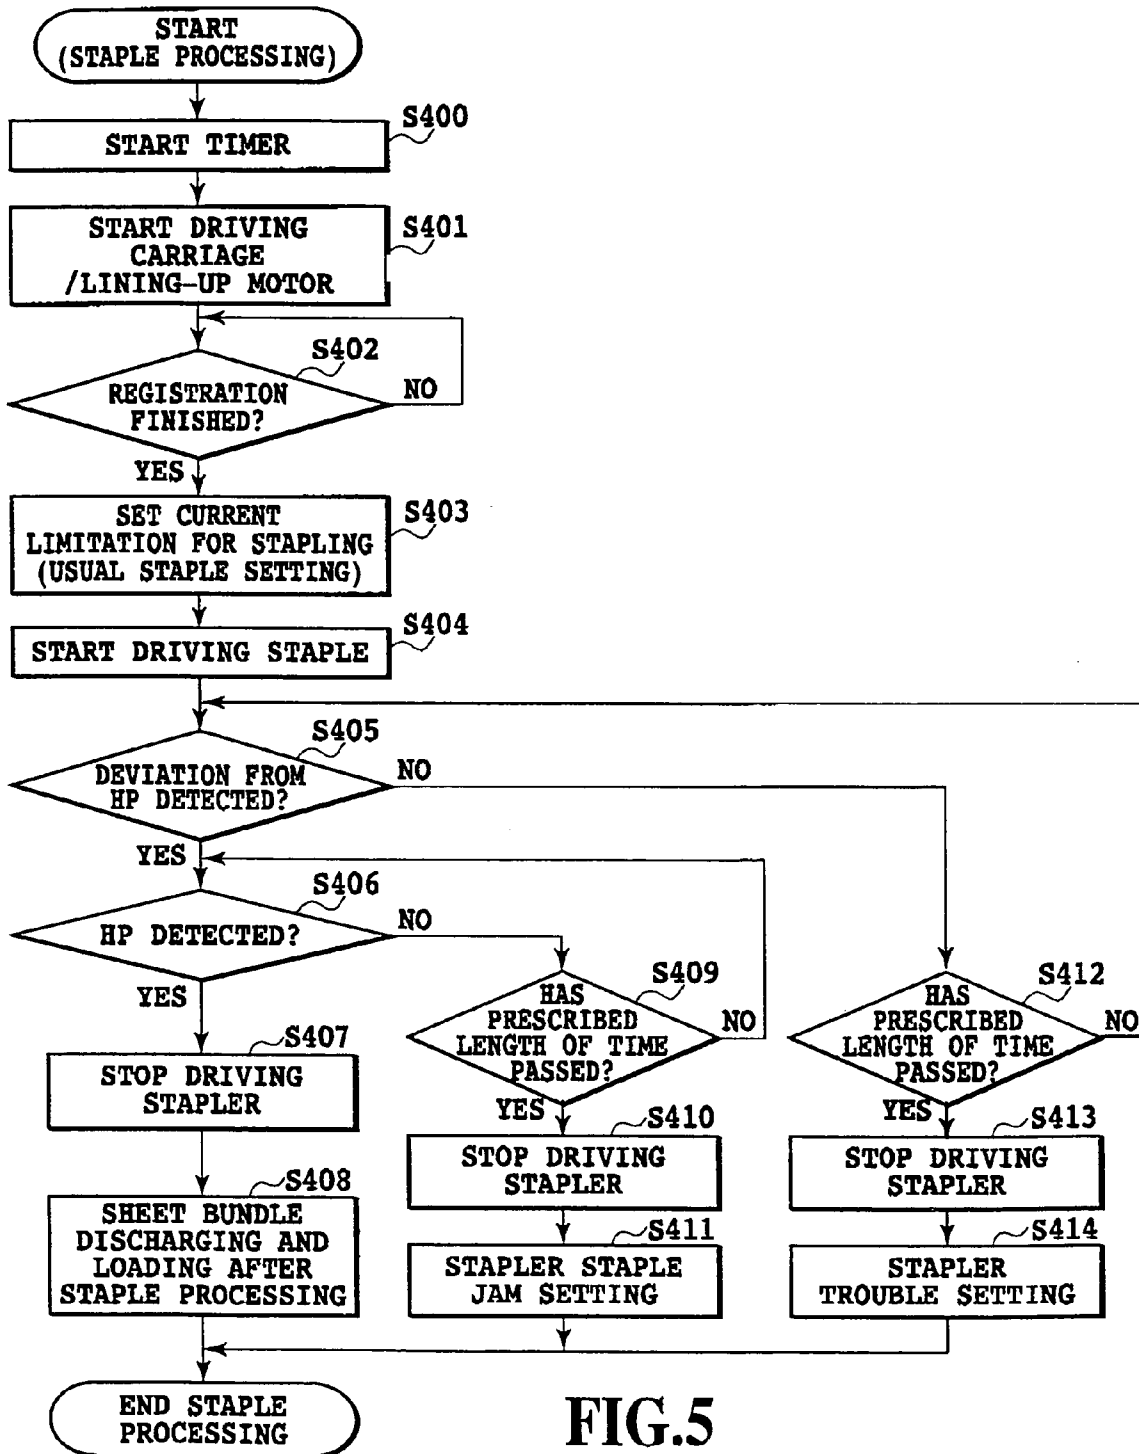 START
(STAPLE PROCESSING)
S400
START TIMER
S401
START DRIVING
CARRIAGE
/LINING-UP MOTOR
S402
REGISTRATION
FINISHED?
NO
YES
S403
SET CURRENT
LIMITATION FOR STAPLING
(USUAL STAPLE SETTING)
S404
START DRIVING STAPLE
S405
DEVIATION FROM
HP DETECTED?
NO
YES
S406
HP DETECTED?
NO
YES
S407
STOP DRIVING
STAPLER
S408
SHEET BUNDLE
DISCHARGING AND
LOADING AFTER
STAPLE PROCESSING
S409
HAS
PRESCRIBED
LENGTH OF TIME
PASSED?
NO
YES
S410
STOP DRIVING
STAPLER
S411
STAPLER STAPLE
JAM SETTING
S412
HAS
PRESCRIBED
LENGTH OF TIME
PASSED?
NO
YES
S413
STOP DRIVING
STAPLER
S414
STAPLER
TROUBLE SETTING
END STAPLE
PROCESSING
FIG.5